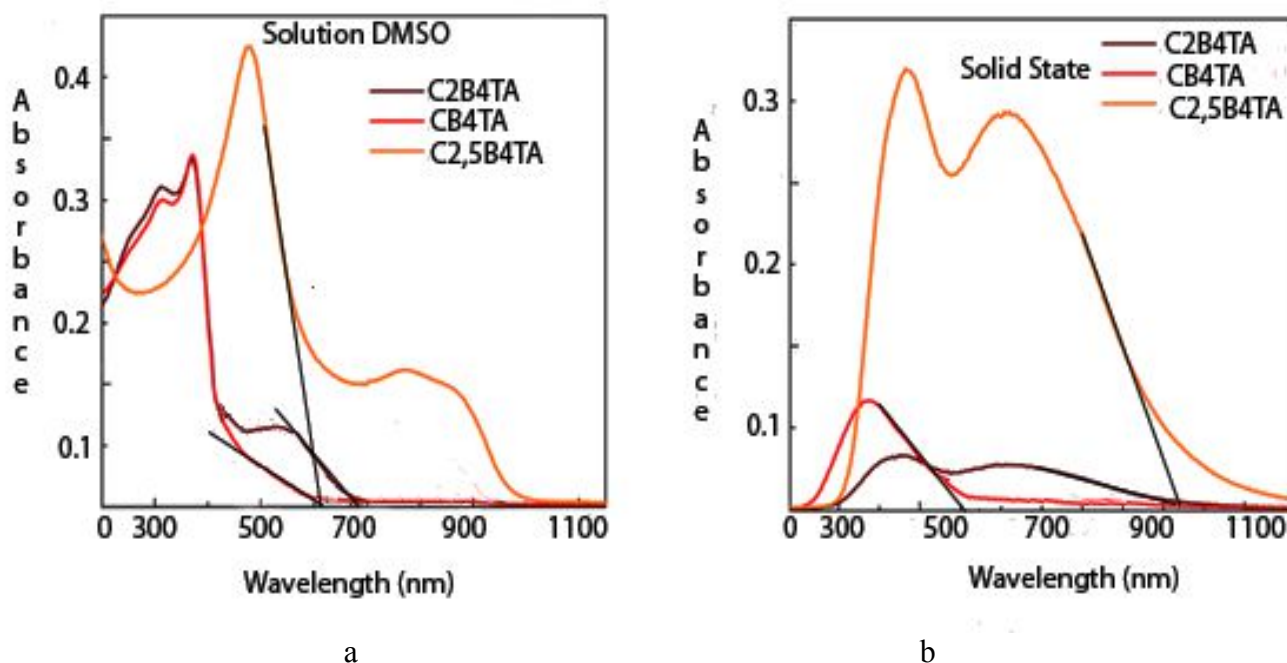 Solution DMSO
C2B4TA
CB4TA
C2,5B4TA
Absorbance
0.4
0.3
0.2
0.1
0 300 500 700 900 1100
Wavelength (nm)
a
Solid State
C2B4TA
CB4TA
C2,5B4TA
Absorbance
0.3
0.2
0.1
0 300 500 700 900 1100
Wavelength (nm)
b